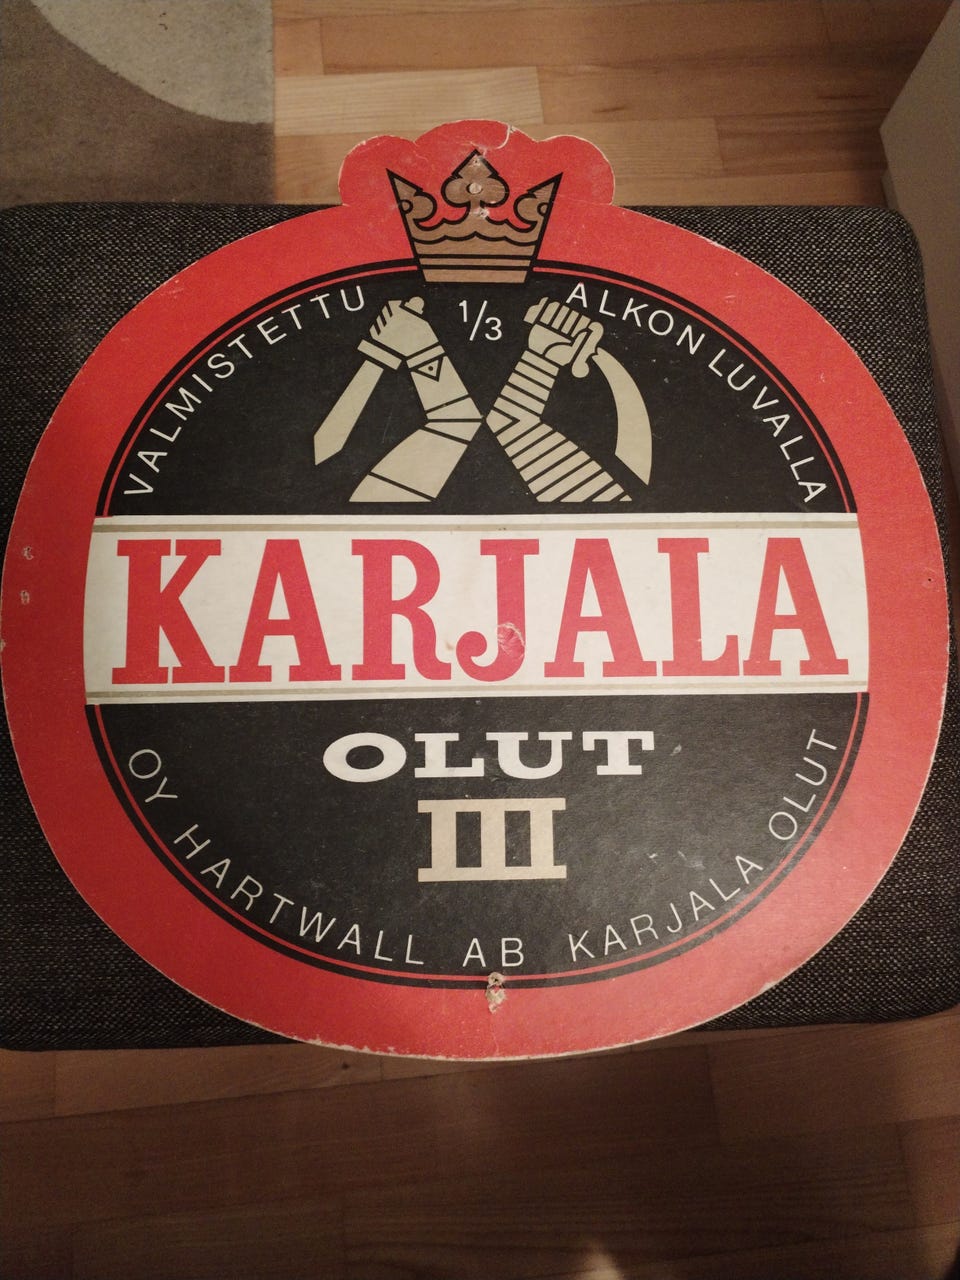 VALMISTETTU 1/3 ALKON LUVALLA
KARJALA
OLUT
III
OY HARTWALL AB KARJALA OLUT